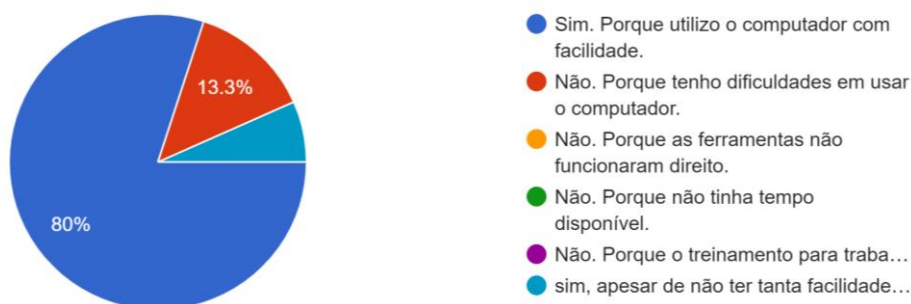 13.3%
80%
Sim. Porque utilizo o computador com
facilidade.
Não. Porque tenho dificuldades em usar
o computador.
Não. Porque as ferramentas não
funcionaram direito.
Não. Porque não tinha tempo
disponível.
Não. Porque o treinamento para traba…
sim, apesar de não ter tanta facilidade…